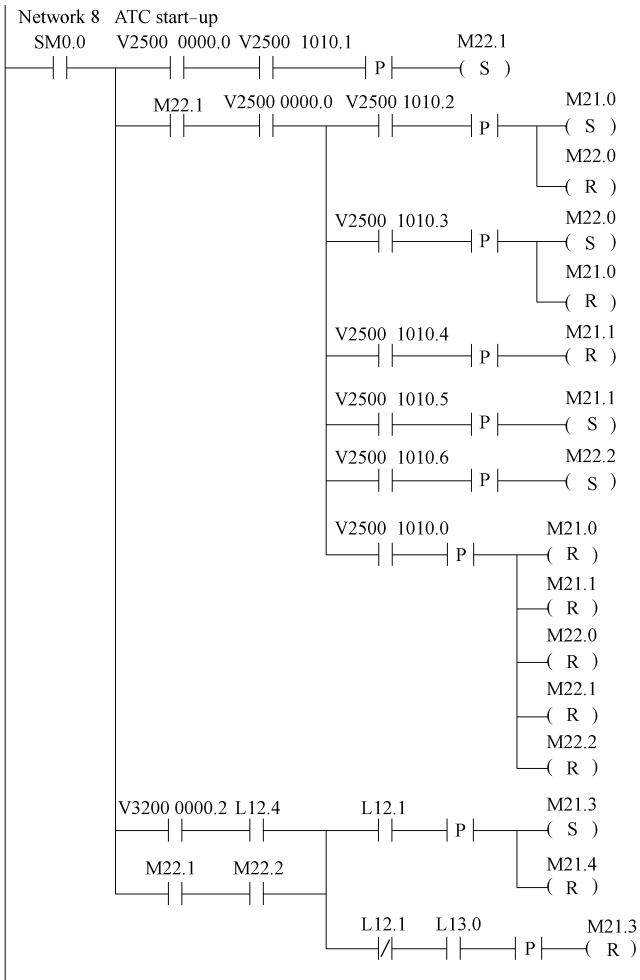 Network 8 ATC start-up
SM0.0 V2500 0000.0 V2500 1010.1 M22.1
P ( S )
M22.1 V2500 0000.0 V2500 1010.2 M21.0
P ( S )
M22.0
( R )
V2500 1010.3 M22.0
P ( S )
M21.0
( R )
V2500 1010.4 M21.1
P ( R )
V2500 1010.5 M21.1
P ( S )
V2500 1010.6 M22.2
P ( S )
V2500 1010.0 M21.0
P ( R )
M21.1
( R )
M22.0
( R )
M22.1
( R )
M22.2
( R )
V3200 0000.2 L12.4 L12.1 M21.3
P ( S )
M22.1 M22.2 M21.4
( R )
L12.1 L13.0 M21.3
P ( R )